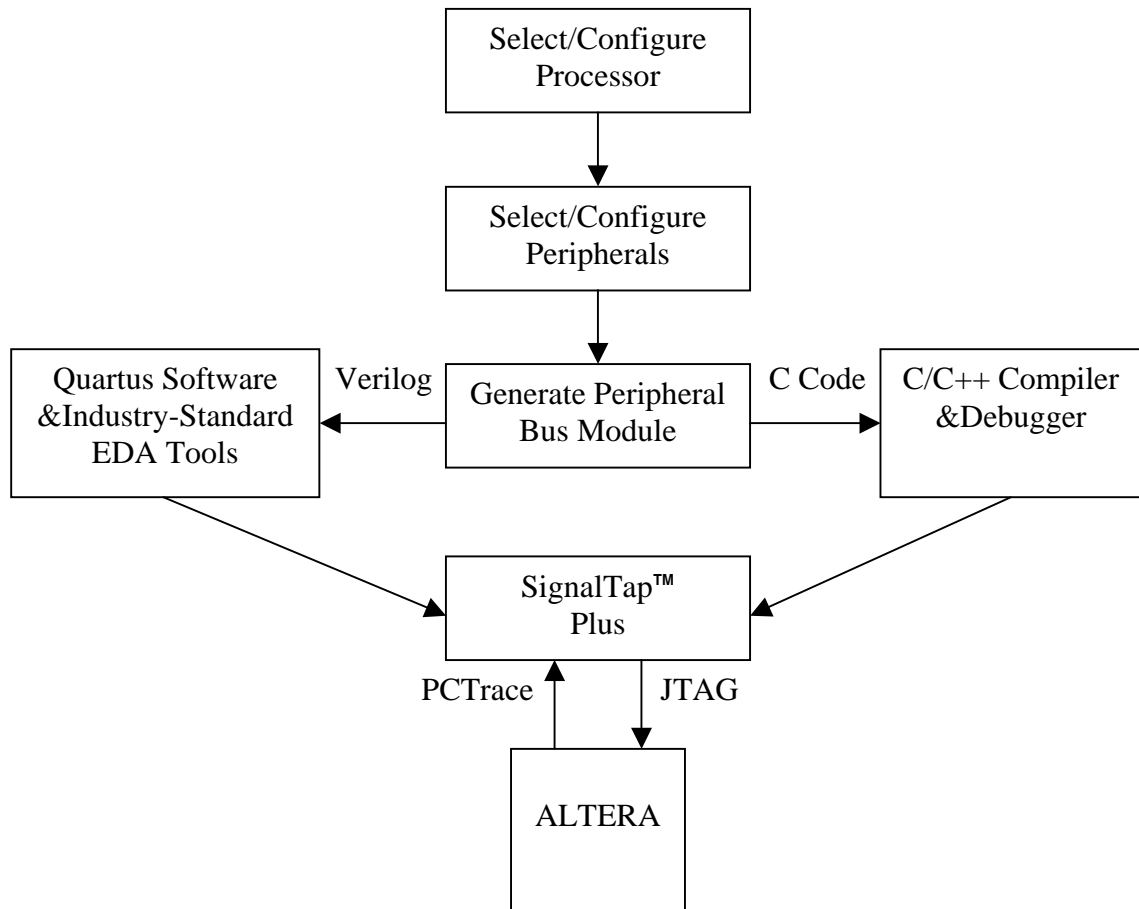 Select/Configure
Processor
Select/Configure
Peripherals
Quartus Software
&Industry-Standard
EDA Tools
Verilog
Generate Peripheral
Bus Module
C Code
C/C++ Compiler
&Debugger
SignalTap™
Plus
PCTrace
JTAG
ALTERA